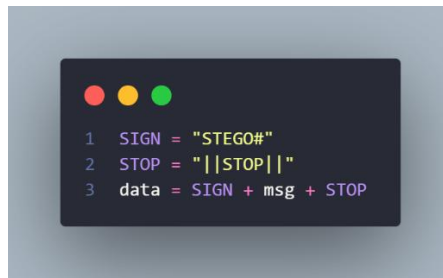 1 SIGN = "STEGO#"
2 STOP = "||STOP||"
3 data = SIGN + msg + STOP